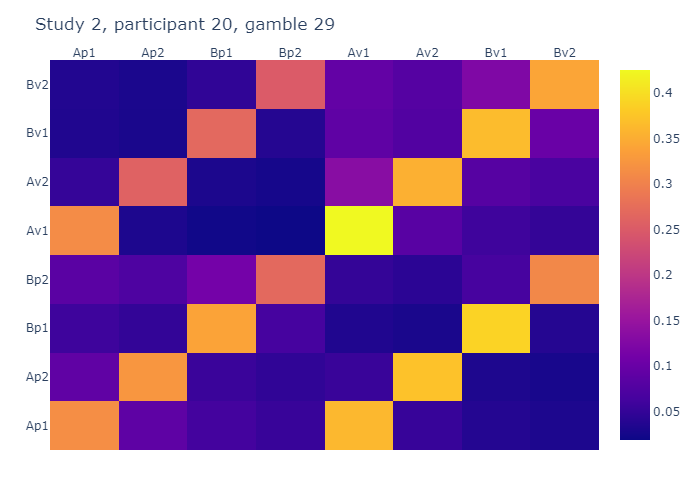 Study 2, participant 20, gamble 29
Ap1 Ap2 Bp1 Bp2 Av1 Av2 Bv1 Bv2
Bv2
Bv1
Av2
Av1
Bp2
Bp1
Ap2
Ap1
0.4
0.35
0.3
0.25
0.2
0.15
0.1
0.05